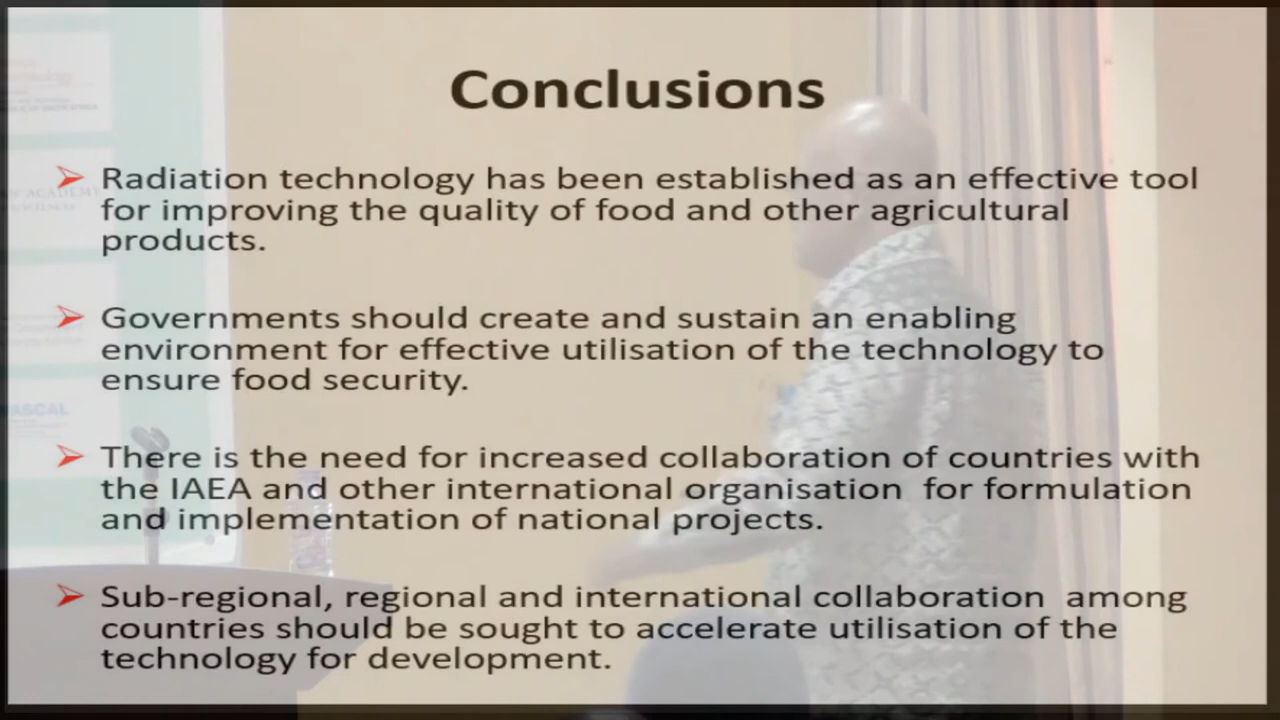 Conclusions
➢ Radiation technology has been established as an effective tool
for improving the quality of food and other agricultural
products.
➢ Governments should create and sustain an enabling
environment for effective utilisation of the technology to
ensure food security.
➢ There is the need for increased collaboration of countries with
the IAEA and other international organisation for formulation
and implementation of national projects.
➢ Sub-regional, regional and international collaboration among
countries should be sought to accelerate utilisation of the
technology for development.
ASCAL